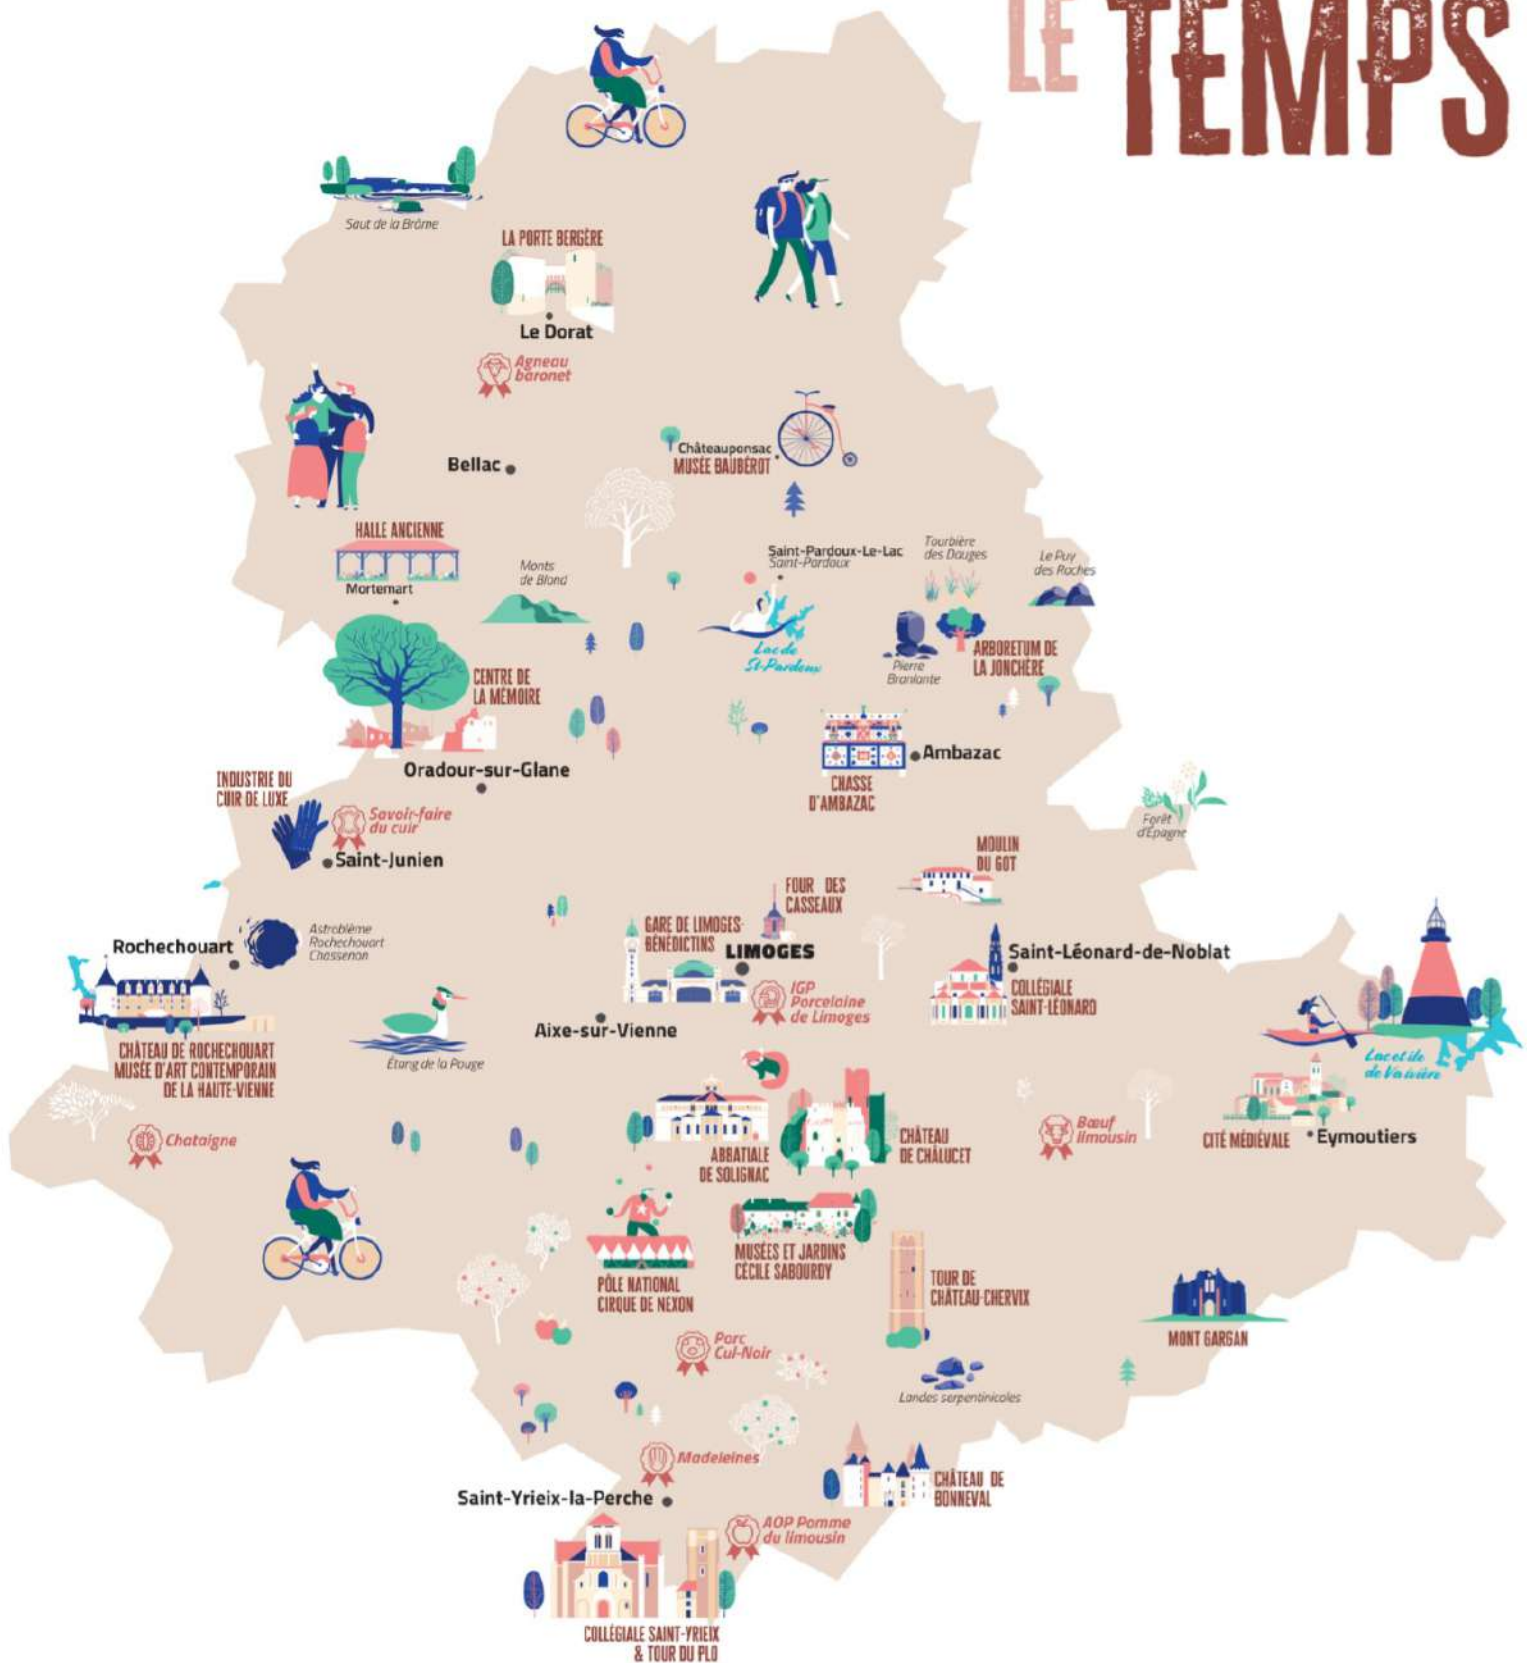 LE TEMPS
Saut de la Brâme
LA PORTE BERGÈRE
Le Dorat
Agneau
baronet
Bellac
Châteauponsac
MUSÉE BAUBÉROT
HALLE ANCIENNE
Mortemart
Monts
de Blond
Saint-Pardoux-Le-Lac
Saint-Pardoux
Lac de
St-Pardoux
Tourbière
des Dauges
Le Puy
des Roches
Pierre
Branlante
ARBORETUM DE
LA JONCHÈRE
CENTRE DE
LA MÉMOIRE
Oradour-sur-Glane
Ambazac
CHASSE
D'AMBAZAC
INDUSTRIE DU
CUIR DE LUXE
Savoir-faire
du cuir
Saint-Junien
Forêt
d'Épagne
MOULIN
DU GOT
FOUR DES
CASSEAUX
GARE DE LIMOGES-
BÉNÉDICTINS
LIMOGES
IGP
Porcelaine
de Limoges
Rochechouart
Astroblème
Rochechouart
Chassenon
Saint-Léonard-de-Noblat
COLLÉGIALE
SAINT-LÉONARD
Aixe-sur-Vienne
CHÂTEAU DE ROCHECHOUART
MUSÉE D'ART CONTEMPORAIN
DE LA HAUTE-VIENNE
Étang de la Pouge
Lac et île
de Vaivière
Chataigne
Bœuf
limousin
CITÉ MÉDIÉVALE
Eymoutiers
ABBATIALE
DE SOLIGNAC
CHÂTEAU
DE CHÂLUCET
MUSÉES ET JARDINS
CÉCILE SABOURDY
PÔLE NATIONAL
CIRQUE DE NEXON
TOUR DE
CHÂTEAU-CHERVIX
MONT GARGAN
Porc
Cul-Noir
Landes serpentinicoles
Madeleines
Saint-Yrieix-la-Perche
CHÂTEAU DE
BONNEVAL
AOP Pomme
du limousin
COLLÉGIALE SAINT-YRIEIX
& TOUR DU PLO